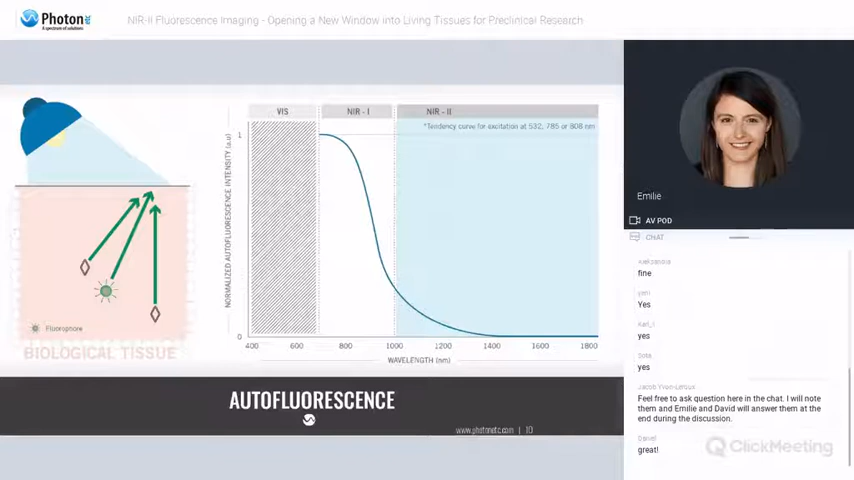 Photon etc
A spectrum of solutions
NIR-II Fluorescence Imaging - Opening a New Window into Living Tissues for Preclinical Research
VIS
NIR - I
NIR - II
*Tendency curve for excitation at 532, 785 or 808 nm
NORMALIZED AUTOFLUORESCENCE INTENSITY (a.u)
1
0
400 600 800 1000 1200 1400 1600 1800
WAVELENGTH (nm)
Fluorophore
BIOLOGICAL TISSUE
AUTOFLUORESCENCE
www.photonetc.com | 10
Emilie
AV POD
CHAT
fine
Yes
yes
yes
Jacob Yvon-Leroux
Feel free to ask question here in the chat. I will note
them and Emilie and David will answer them at the
end during the discussion.
Daniel
great!
ClickMeeting